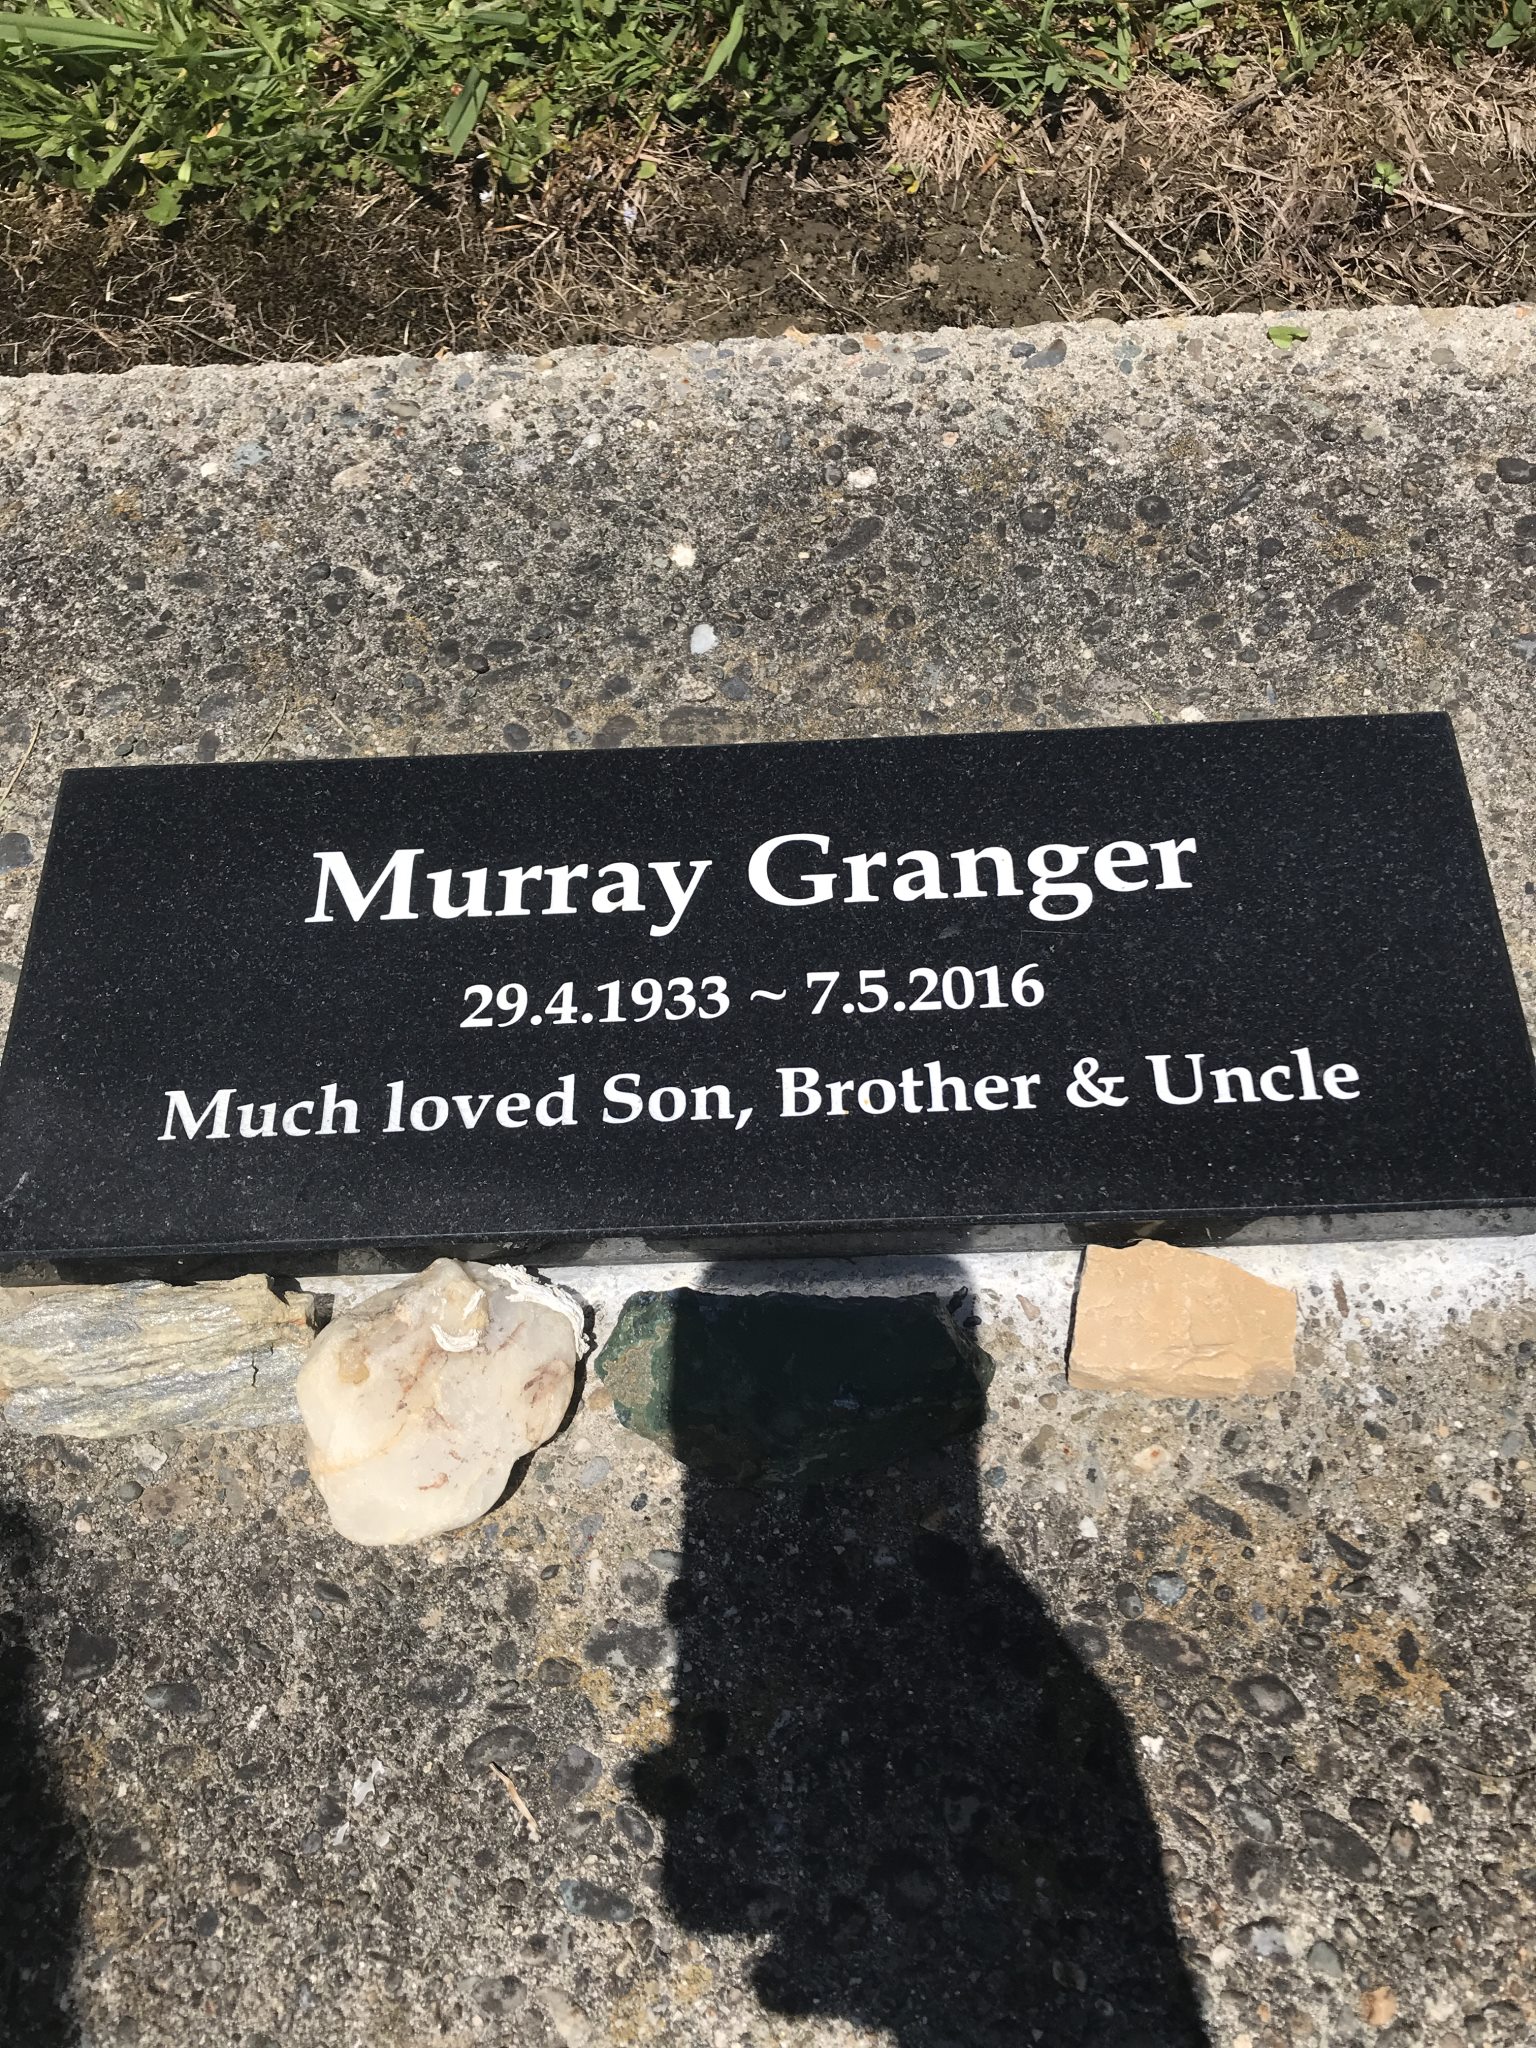 Murray Granger
29.4.1933 ~ 7.5.2016
Much loved Son, Brother & Uncle